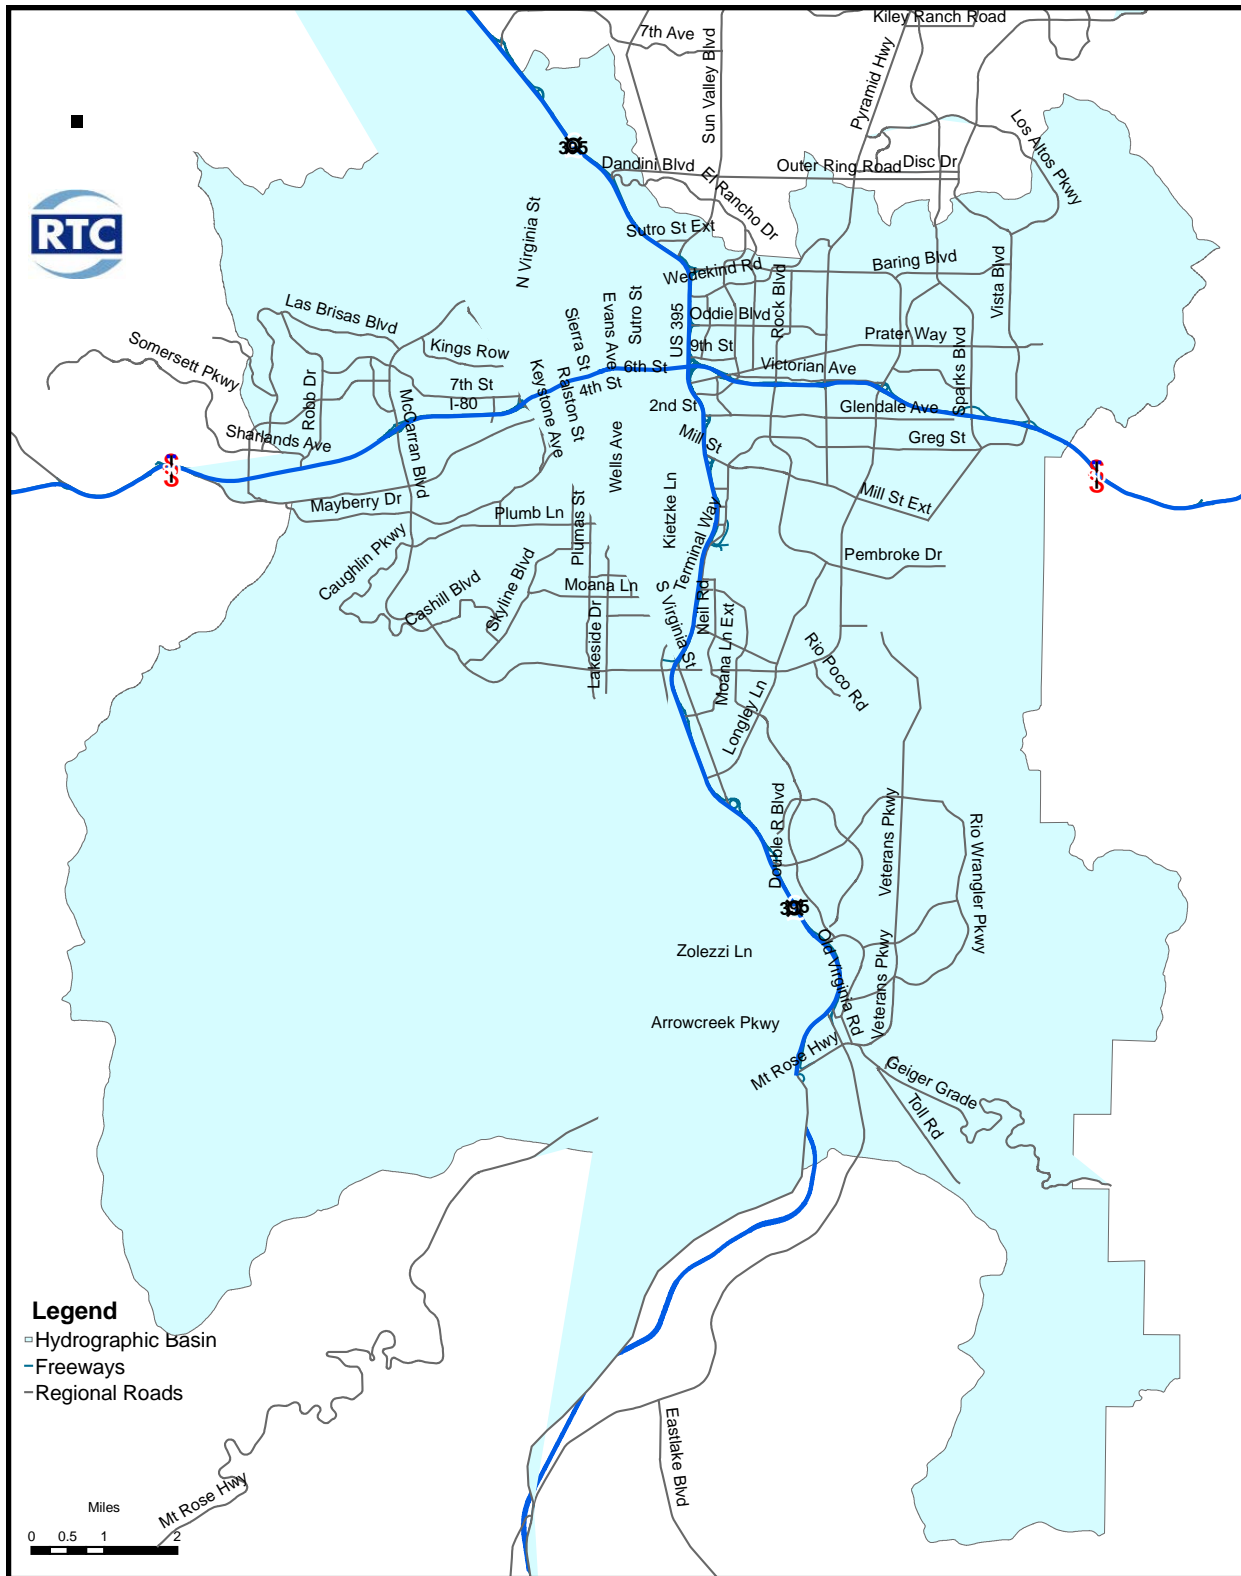 Kiley Ranch Road
7th Ave
Sun Valley Blvd
Pyramid Hwy
Los Altos Pkwy
395
Dandini Blvd
Outer Ring Road
Disc Dr
El Rancho Dr
RTC
N Virginia St
Sutro St Ext
Wedekind Rd
Baring Blvd
Vista Blvd
Rock Blvd
Las Brisas Blvd
Evans Ave
Sutro St
US 395
Oddie Blvd
Sierra St
Prater Way
Somersett Pkwy
Kings Row
9th St
Sparks Blvd
6th St
Victorian Ave
Robb Dr
7th St
Keystone Ave
Ralston St
4th St
I-80
McCarran Blvd
2nd St
Glendale Ave
Sharlands Ave
Mill St
Greg St
Wells Ave
Mayberry Dr
Plumb Ln
Plumas St
Kietzke Ln
Terminal Way
Mill St Ext
Caughlin Pkwy
Pembroke Dr
Cashill Blvd
Skyline Blvd
Moana Ln
S Virginia St
Neil Rd
Lakeside Dr
Moana Ln Ext
Rio Poco Rd
Longley Ln
Double R Blvd
Veterans Pkwy
Rio Wrangler Pkwy
Zolezzi Ln
Old Virginia Rd
Veterans Pkwy
Arrowcreek Pkwy
Mt Rose Hwy
Geiger Grade
Toll Rd
Legend
Hydrographic Basin
Freeways
Regional Roads
Eastlake Blvd
Mt Rose Hwy
Miles
0 0.5 1 2